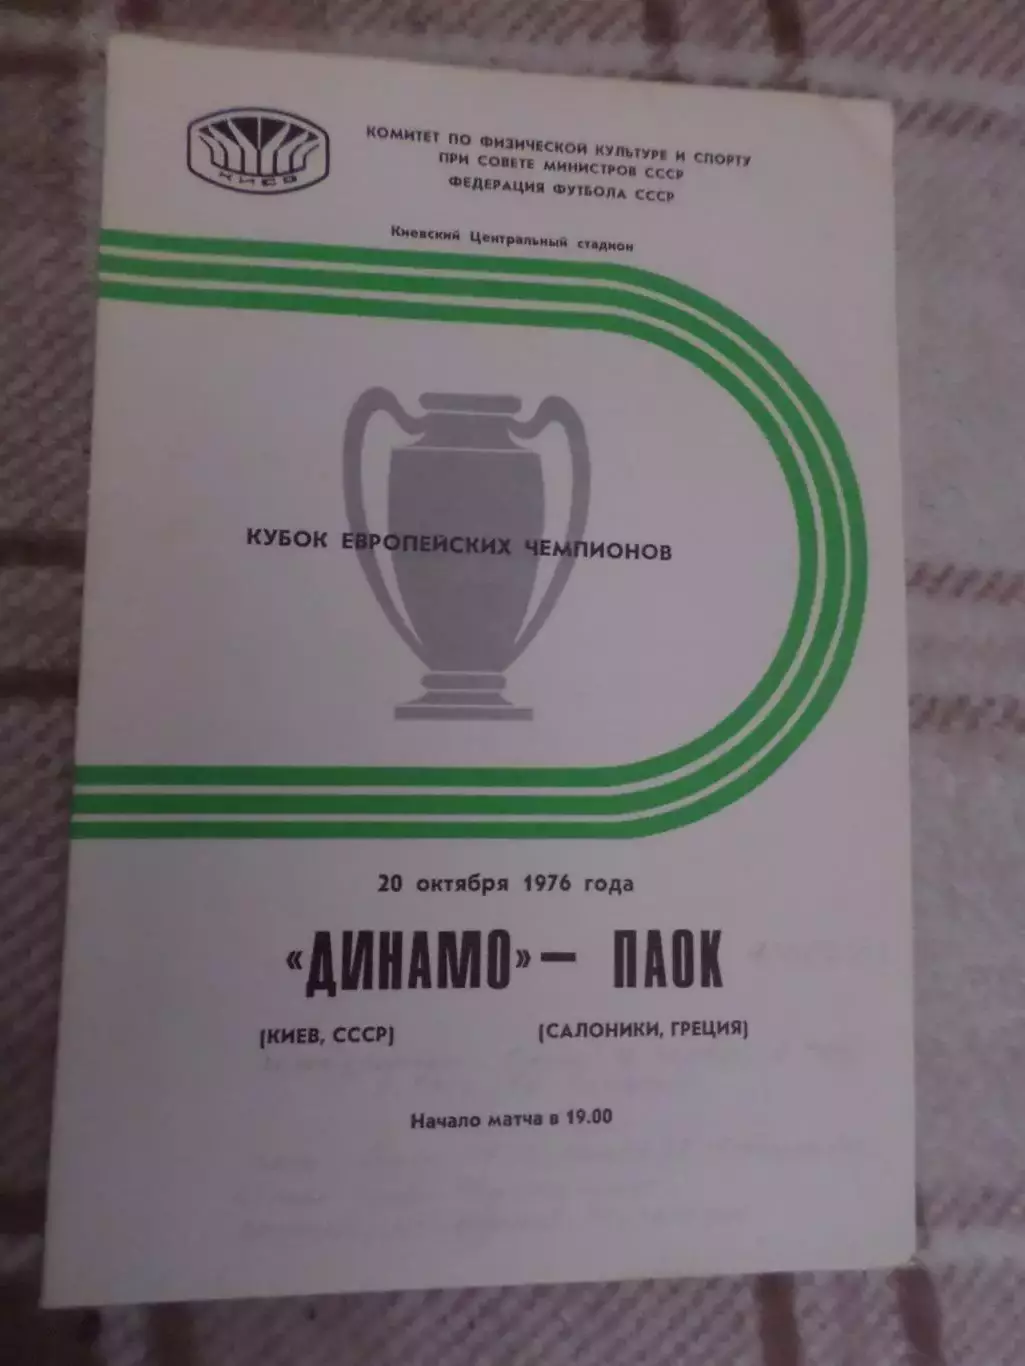 КИЕВ
КОМИТЕТ ПО ФИЗИЧЕСКОЙ КУЛЬТУРЕ И СПОРТУ
ПРИ СОВЕТЕ МИНИСТРОВ СССР
ФЕДЕРАЦИЯ ФУТБОЛА СССР
Киевский Центральный стадион
КУБОК ЕВРОПЕЙСКИХ ЧЕМПИОНОВ
20 октября 1976 года
«ДИНАМО» — ПАОК
(КИЕВ, СССР) (САЛОНИКИ, ГРЕЦИЯ)
Начало матча в 19.00